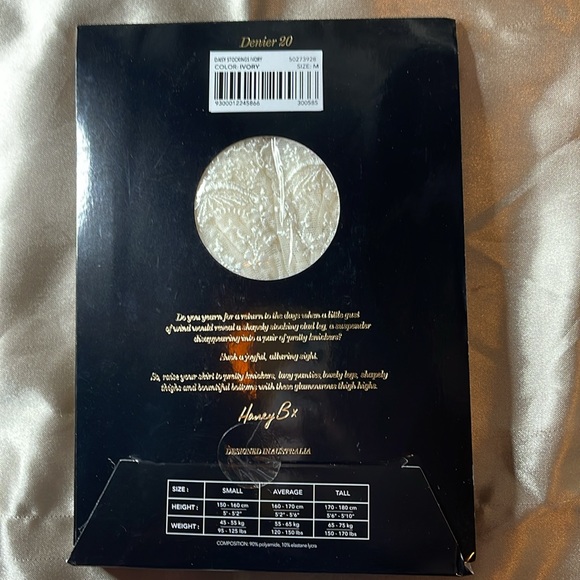 Denier 20
DAISY STOCKINGS IVORY 50273928
COLOR: IVORY SIZE: M
9300012245866 300585
Do you yearn for a return to the days when a little gust
of wind would reveal a shapely stocking clad leg, a suspender
disappearing into a pair of pretty knickers?
Such a joyful, alluring sight.
So, raise your skirt to pretty knickers, lacy panties, lovely legs, shapely
thighs and bountiful bottoms with these glamourous thigh highs.
Honey B x
DESIGNED IN AUSTRALIA
SIZE : SMALL AVERAGE TALL
HEIGHT : 150 - 160 cm 160 - 170 cm 170 - 180 cm
5' - 5'2" 5'2" - 5'6" 5'6" - 5'10"
WEIGHT : 45 - 55 kg 55 - 65 kg 65 - 75 kg
95 - 125 lbs 120 - 150 lbs 150 - 170 lbs
COMPOSITION: 90% polyamide, 10% elastane lycra